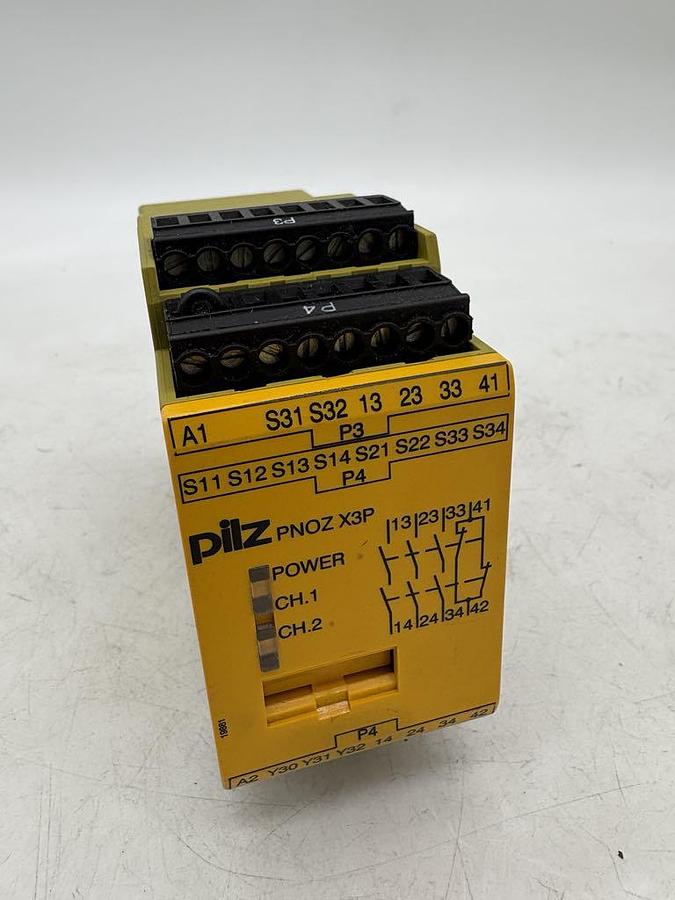 P3
P4
A1 S31 S32 13 23 33 41
P3
S11 S12 S13 S14 S21 S22 S33 S34
P4
pilz PNOZ X3P
13 23 33 41
POWER
CH.1
CH.2
14 24 34 42
P4
A2 Y30 Y31 Y32 14 24 34 42